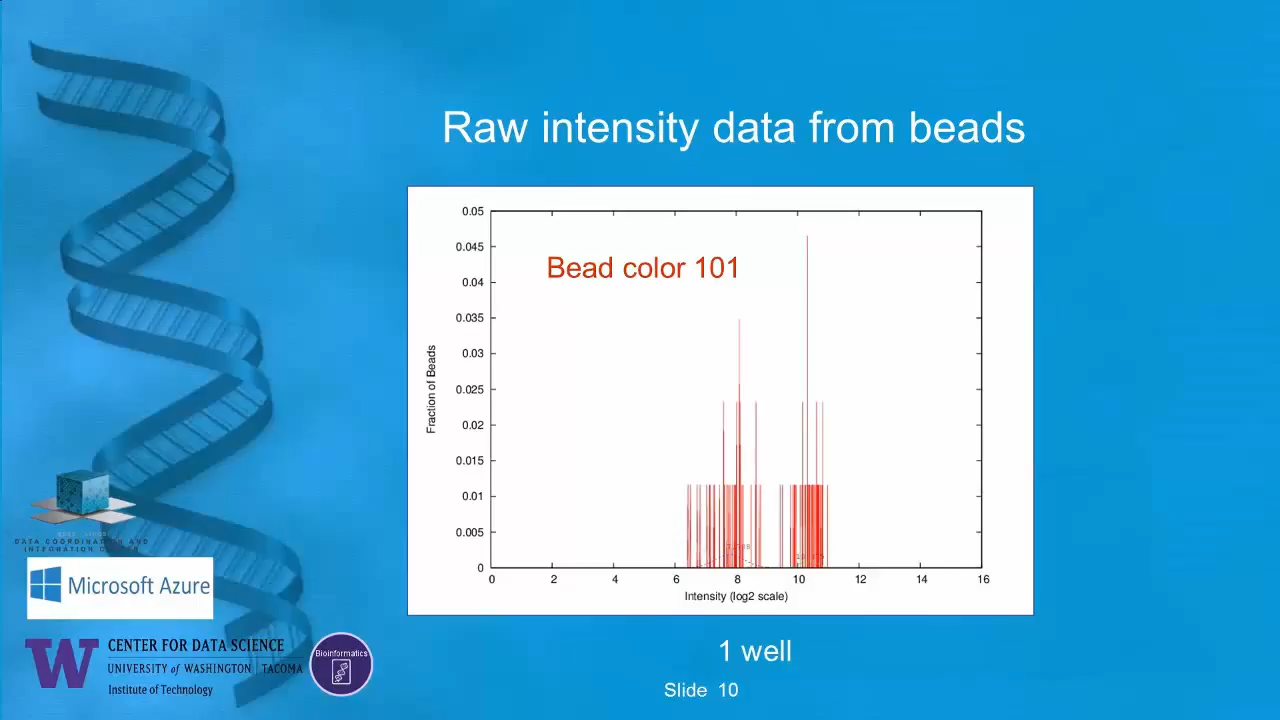 Raw intensity data from beads
0.05
0.045
0.04
0.035
0.03
0.025
0.02
0.015
0.01
0.005
0
Bead color 101
Fraction of Beads
0 2 4 6 8 10 12 14 16
Intensity (log2 scale)
1 well
Slide 10
DATA COORDINATION AND
INTEGRATION CENTER
Microsoft Azure
W
CENTER FOR DATA SCIENCE
UNIVERSITY of WASHINGTON | TACOMA
Institute of Technology
Bioinformatics